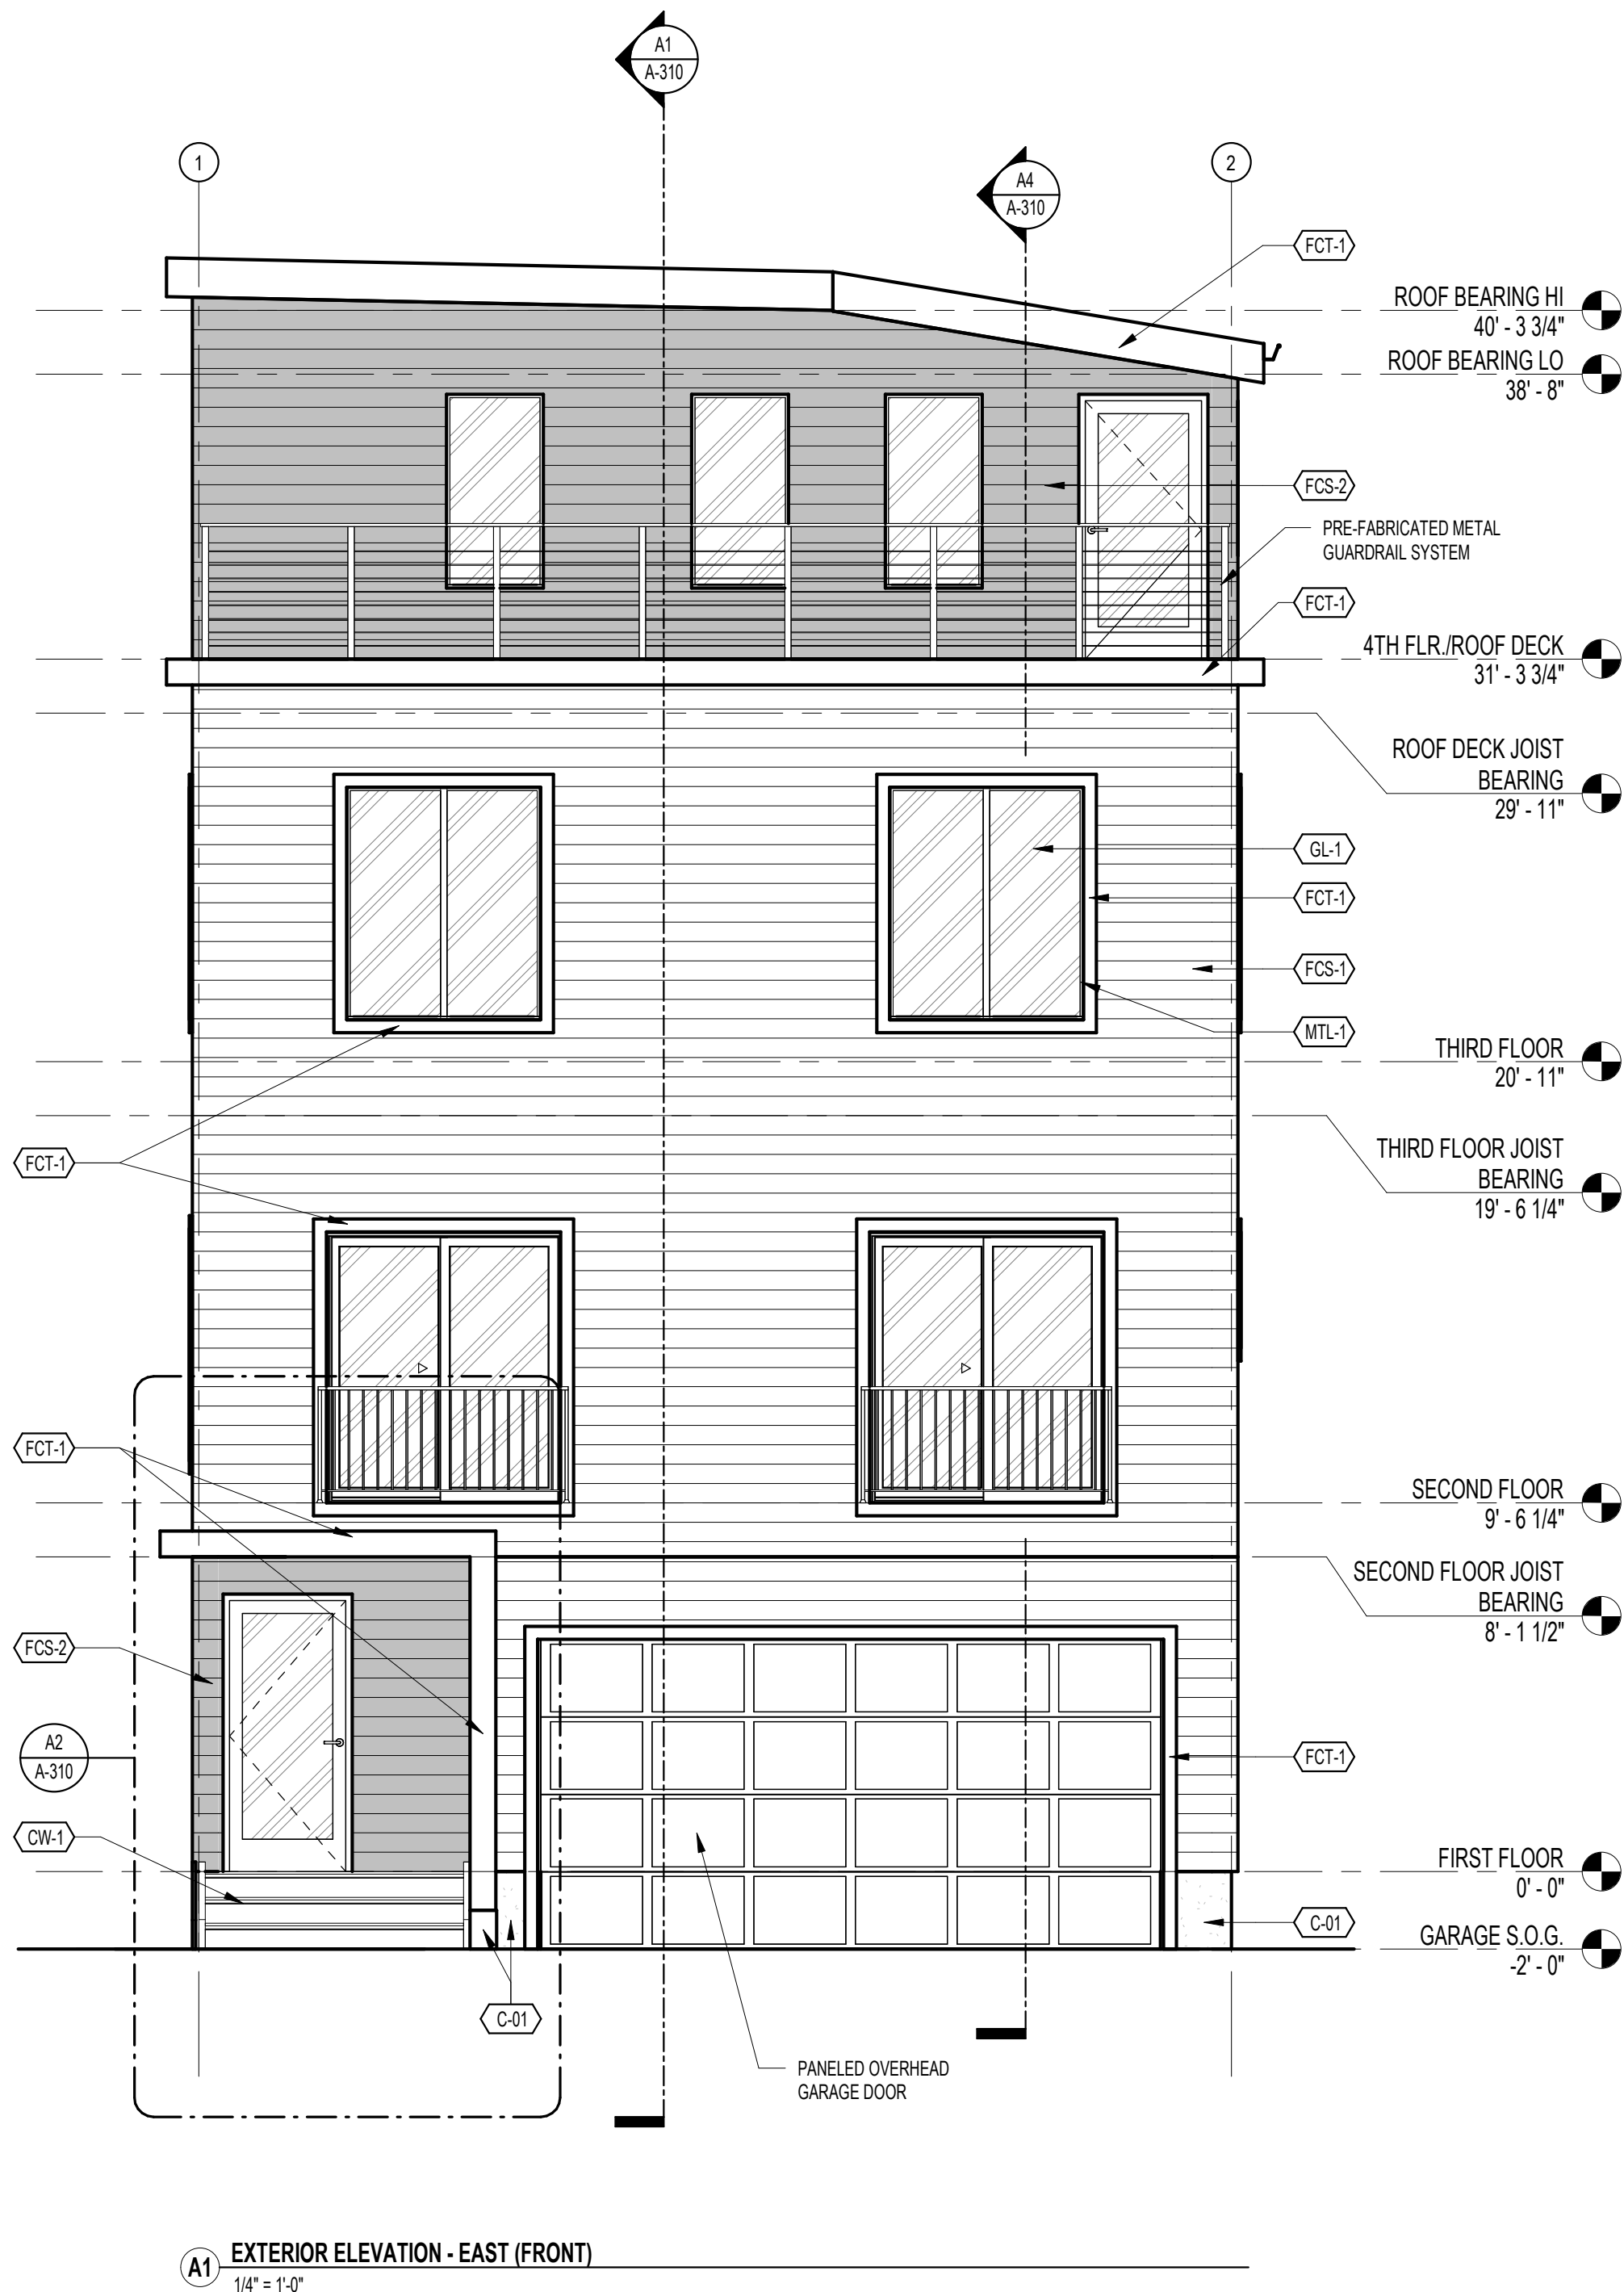 A1
A-310
1
2
A4
A-310
FCT-1
ROOF BEARING HI
40' - 3 3/4"
ROOF BEARING LO
38' - 8"
FCS-2
PRE-FABRICATED METAL
GUARDRAIL SYSTEM
FCT-1
4TH FLR./ROOF DECK
31' - 3 3/4"
ROOF DECK JOIST
BEARING
29' - 11"
GL-1
FCT-1
FCS-1
MTL-1
THIRD FLOOR
20' - 11"
FCT-1
THIRD FLOOR JOIST
BEARING
19' - 6 1/4"
FCT-1
SECOND FLOOR
9' - 6 1/4"
SECOND FLOOR JOIST
BEARING
8' - 1 1/2"
FCS-2
A2
A-310
FCT-1
CW-1
FIRST FLOOR
0' - 0"
C-01
GARAGE S.O.G.
-2' - 0"
C-01
PANELED OVERHEAD
GARAGE DOOR
A1
EXTERIOR ELEVATION - EAST (FRONT)
1/4" = 1'-0"